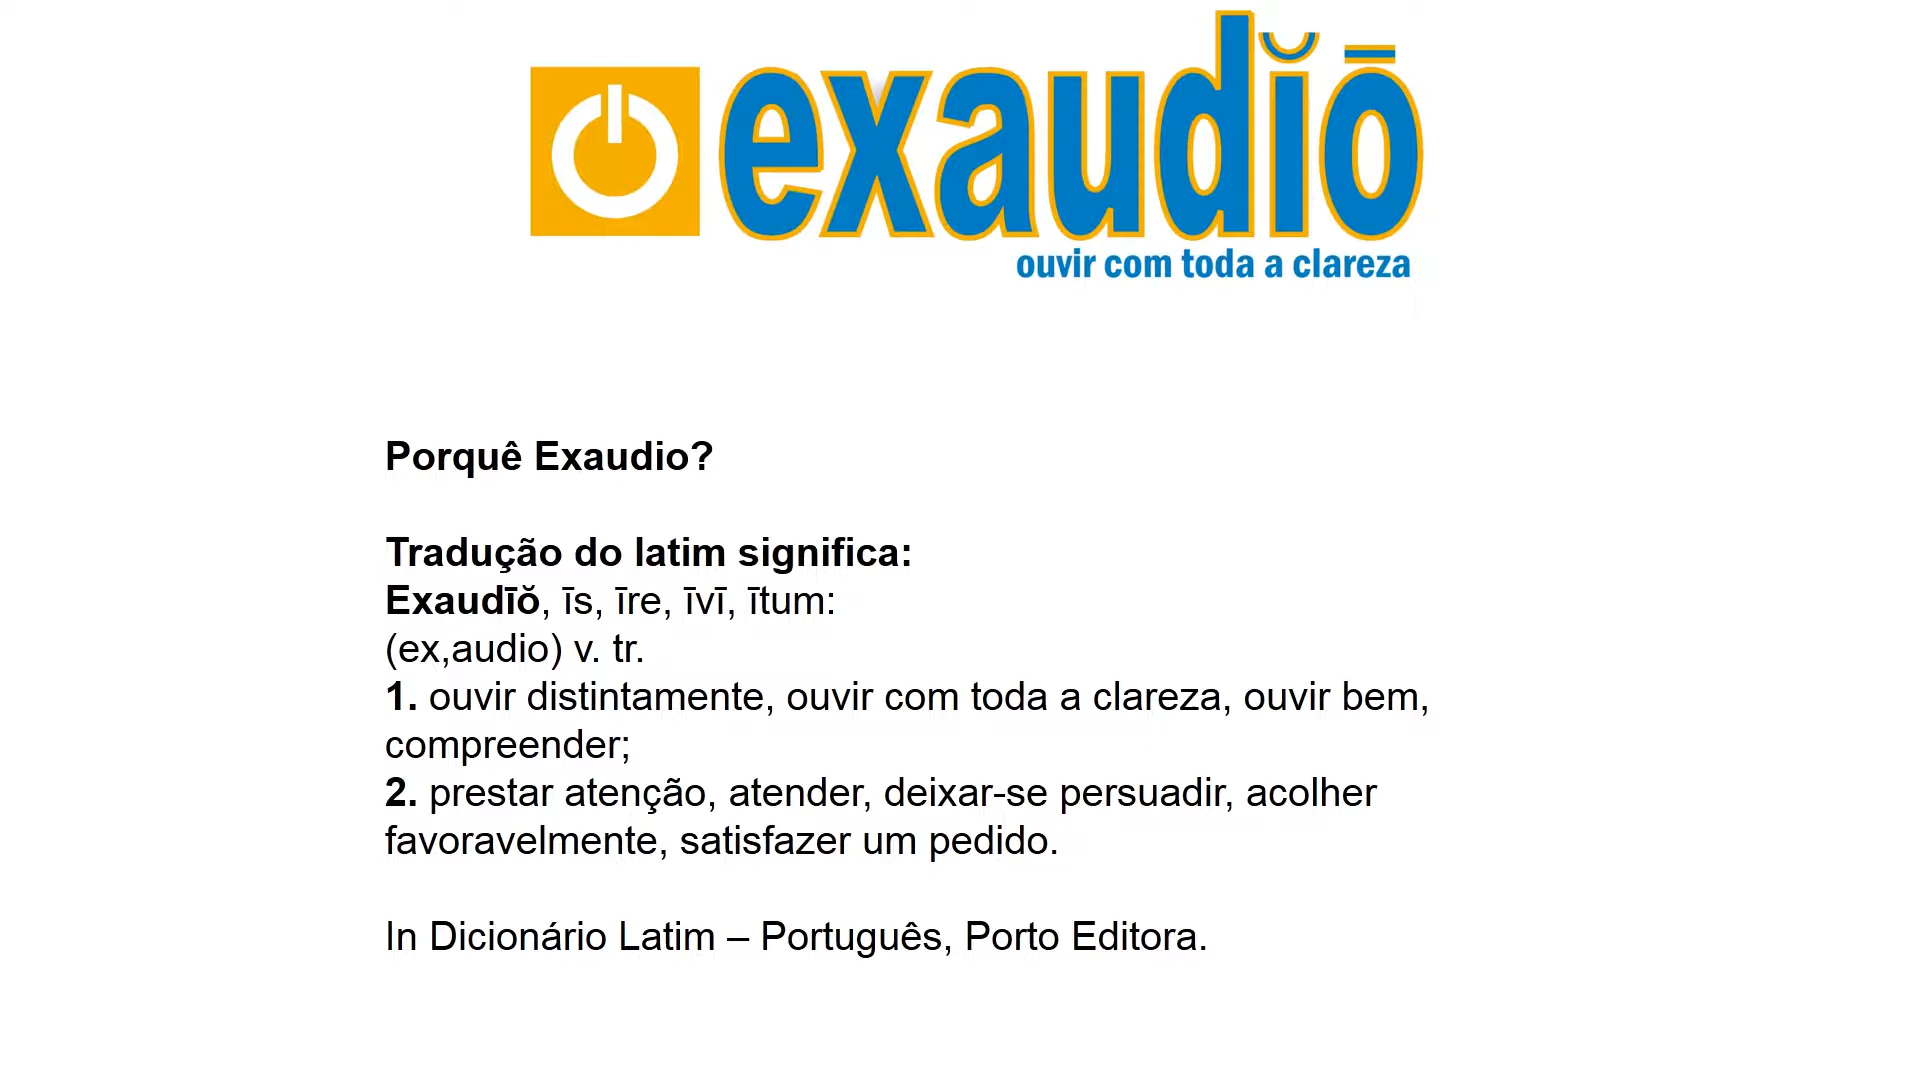 exaudĭō
ouvir com toda a clareza
Porquê Exaudio?
Tradução do latim significa:
Exaudīŏ, īs, īre, īvī, ītum:
(ex,audio) v. tr.
1. ouvir distintamente, ouvir com toda a clareza, ouvir bem,
compreender;
2. prestar atenção, atender, deixar-se persuadir, acolher
favoravelmente, satisfazer um pedido.
In Dicionário Latim – Português, Porto Editora.